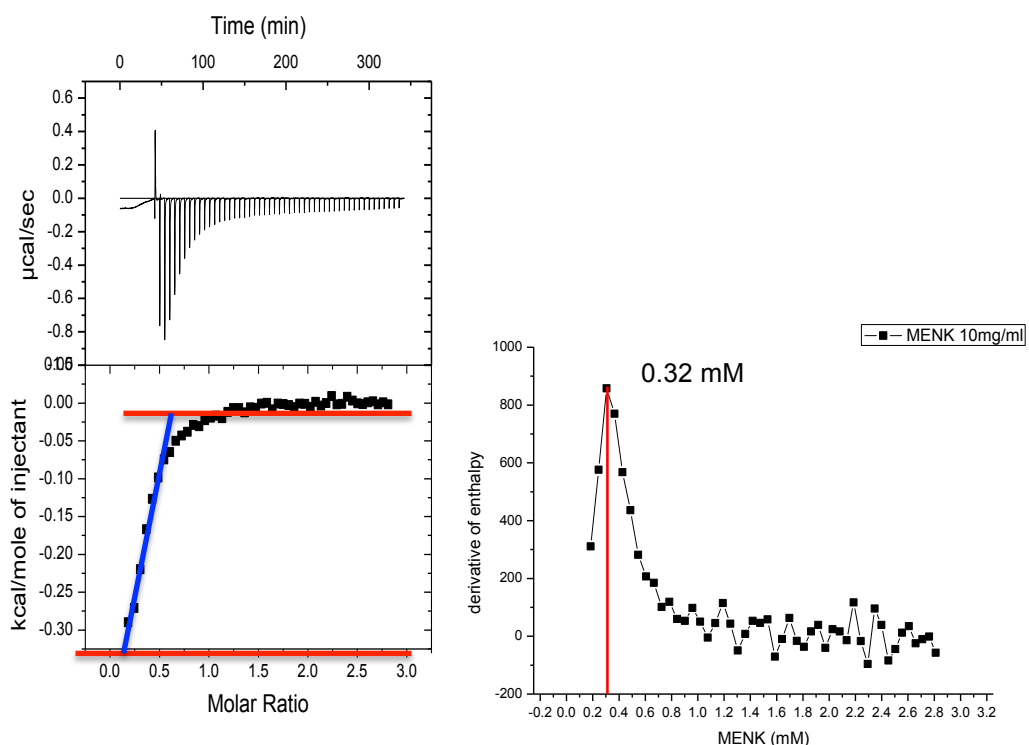 Time (min)
0 100 200 300
0.6
0.4
0.2
0.0
-0.2
-0.4
-0.6
-0.8
µcal/sec
0.00
-0.05
-0.10
-0.15
-0.20
-0.25
-0.30
kcal/mole of injectant
0.0 0.5 1.0 1.5 2.0 2.5 3.0
Molar Ratio
MENK 10mg/ml
0.32 mM
1000
800
600
400
200
0
-200
derivative of enthalpy
-0.2 0.0 0.2 0.4 0.6 0.8 1.0 1.2 1.4 1.6 1.8 2.0 2.2 2.4 2.6 2.8 3.0 3.2
MENK (mM)